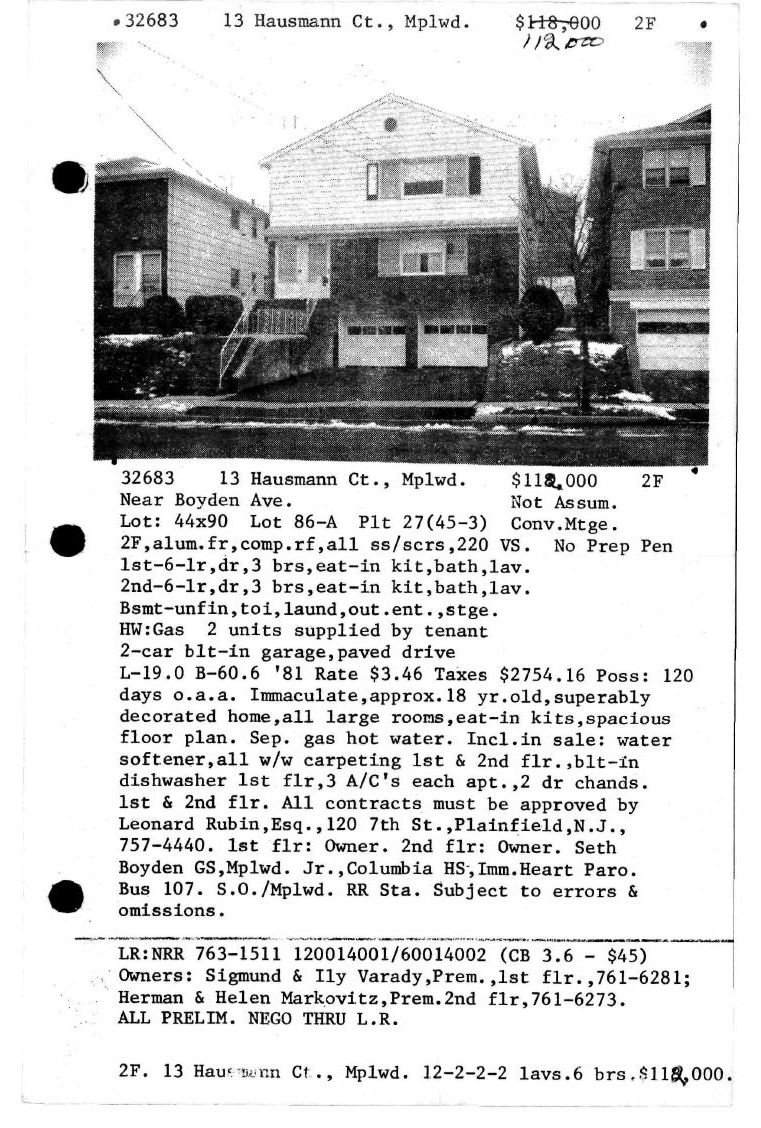 32683 13 Hausmann Ct., Mplwd. $118,000 2F
112,000
32683 13 Hausmann Ct., Mplwd. $112,000 2F
Near Boyden Ave. Not Assum.
Lot: 44x90 Lot 86-A Plt 27(45-3) Conv.Mtge.
2F,alum.fr,comp.rf,all ss/scrs,220 VS. No Prep Pen
1st-6-lr,dr,3 brs,eat-in kit,bath,lav.
2nd-6-lr,dr,3 brs,eat-in kit,bath,lav.
Bsmt-unfin,toi,laund,out.ent.,stge.
HW:Gas 2 units supplied by tenant
2-car blt-in garage,paved drive
L-19.0 B-60.6 '81 Rate $3.46 Taxes $2754.16 Poss: 120
days o.a.a. Immaculate,approx.18 yr.old,superably
decorated home,all large rooms,eat-in kits,spacious
floor plan. Sep. gas hot water. Incl.in sale: water
softener,all w/w carpeting 1st & 2nd flr.,blt-in
dishwasher 1st flr,3 A/C's each apt.,2 dr chands.
1st & 2nd flr. All contracts must be approved by
Leonard Rubin,Esq.,120 7th St.,Plainfield,N.J.,
757-4440. 1st flr: Owner. 2nd flr: Owner. Seth
Boyden GS,Mplwd. Jr.,Columbia HS,Imm.Heart Paro.
Bus 107. S.O./Mplwd. RR Sta. Subject to errors &
omissions.
LR:NRR 763-1511 120014001/60014002 (CB 3.6 - $45)
Owners: Sigmund & Ily Varady,Prem.,1st flr.,761-6281;
Herman & Helen Markovitz,Prem.2nd flr,761-6273.
ALL PRELIM. NEGO THRU L.R.
2F. 13 Hausmann Ct., Mplwd. 12-2-2-2 lavs.6 brs.$112,000.